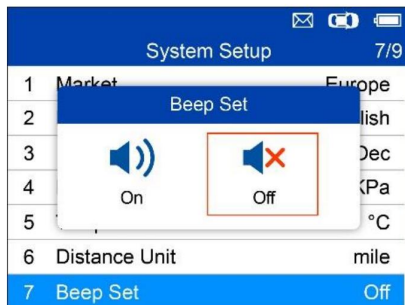 System Setup 7/9
1 Market Europe
Beep Set
2 lish
3 Dec
On Off
4 KPa
5 °C
6 Distance Unit mile
7 Beep Set Off